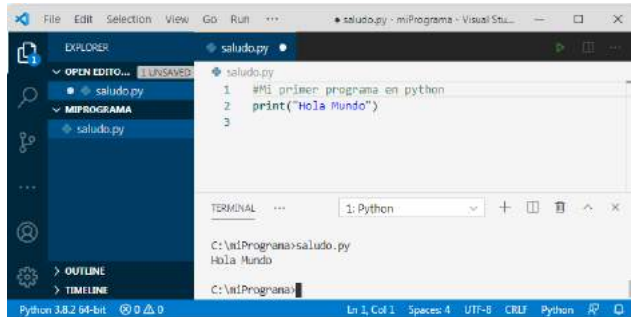 File Edit Selection View Go Run ··· ● saludo.py - miPrograma - Visual Stu...
EXPLORER
OPEN EDITO... 1 UNSAVED
● saludo.py
MIPROGRAMA
saludo.py
OUTLINE
TIMELINE
saludo.py ●
saludo.py
1 #Mi primer programa en python
2 print("Hola Mundo")
3
TERMINAL ··· 1: Python
C:\miPrograma>saludo.py
Hola Mundo
C:\miPrograma>
Python 3.8.2 64-bit 0 0 Ln 1, Col 1 Spaces: 4 UTF-8 CRLF Python
1